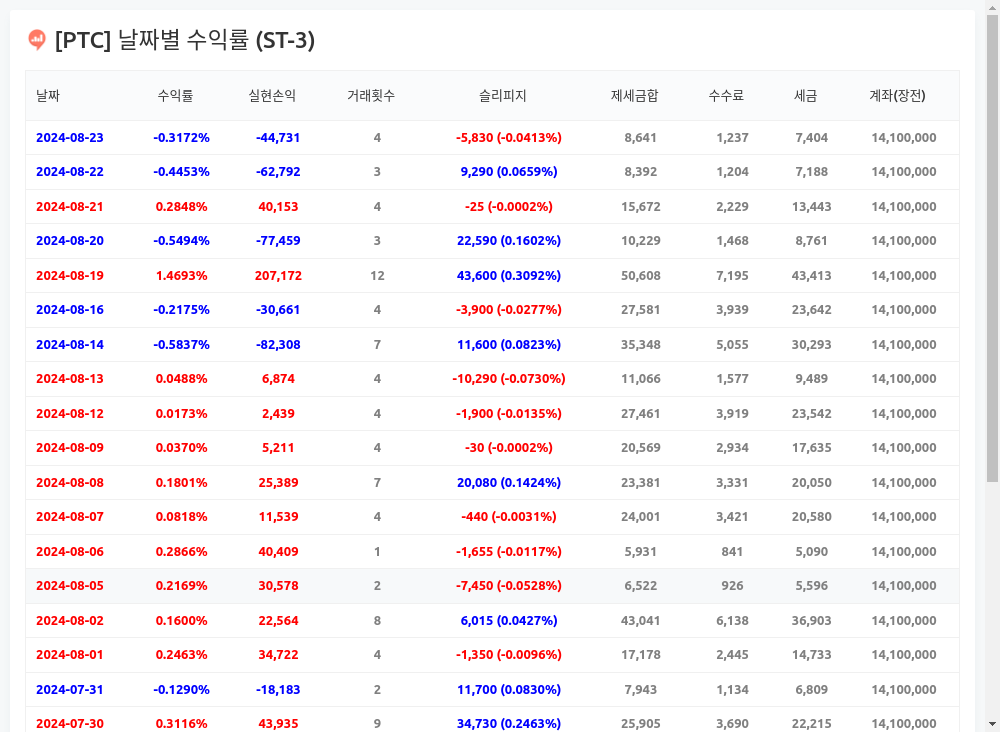 [PTC] 날짜별 수익률 (ST-3)
날짜 수익률 실현손익 거래횟수 슬리피지 제세금합 수수료 세금 계좌(장전)
2024-08-23 -0.3172% -44,731 4 -5,830 (-0.0413%) 8,641 1,237 7,404 14,100,000
2024-08-22 -0.4453% -62,792 3 9,290 (0.0659%) 8,392 1,204 7,188 14,100,000
2024-08-21 0.2848% 40,153 4 -25 (-0.0002%) 15,672 2,229 13,443 14,100,000
2024-08-20 -0.5494% -77,459 3 22,590 (0.1602%) 10,229 1,468 8,761 14,100,000
2024-08-19 1.4693% 207,172 12 43,600 (0.3092%) 50,608 7,195 43,413 14,100,000
2024-08-16 -0.2175% -30,661 4 -3,900 (-0.0277%) 27,581 3,939 23,642 14,100,000
2024-08-14 -0.5837% -82,308 7 11,600 (0.0823%) 35,348 5,055 30,293 14,100,000
2024-08-13 0.0488% 6,874 4 -10,290 (-0.0730%) 11,066 1,577 9,489 14,100,000
2024-08-12 0.0173% 2,439 4 -1,900 (-0.0135%) 27,461 3,919 23,542 14,100,000
2024-08-09 0.0370% 5,211 4 -30 (-0.0002%) 20,569 2,934 17,635 14,100,000
2024-08-08 0.1801% 25,389 7 20,080 (0.1424%) 23,381 3,331 20,050 14,100,000
2024-08-07 0.0818% 11,539 4 -440 (-0.0031%) 24,001 3,421 20,580 14,100,000
2024-08-06 0.2866% 40,409 1 -1,655 (-0.0117%) 5,931 841 5,090 14,100,000
2024-08-05 0.2169% 30,578 2 -7,450 (-0.0528%) 6,522 926 5,596 14,100,000
2024-08-02 0.1600% 22,564 8 6,015 (0.0427%) 43,041 6,138 36,903 14,100,000
2024-08-01 0.2463% 34,722 4 -1,350 (-0.0096%) 17,178 2,445 14,733 14,100,000
2024-07-31 -0.1290% -18,183 2 11,700 (0.0830%) 7,943 1,134 6,809 14,100,000
2024-07-30 0.3116% 43,935 9 34,730 (0.2463%) 25,905 3,690 22,215 14,100,000